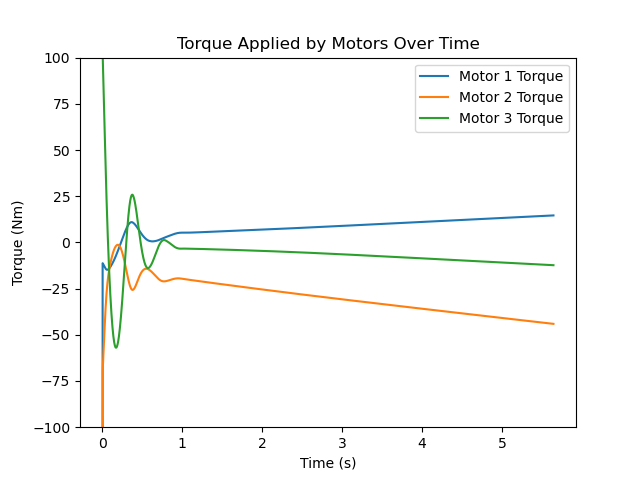 Torque Applied by Motors Over Time
Torque (Nm)
100
75
50
25
0
−25
−50
−75
−100
Motor 1 Torque
Motor 2 Torque
Motor 3 Torque
0 1 2 3 4 5
Time (s)